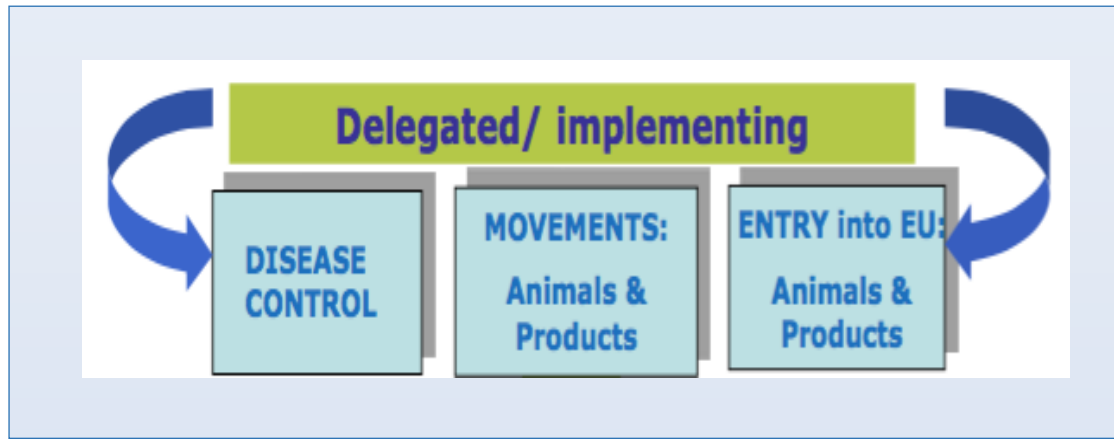 Delegated/ implementing
DISEASE
CONTROL
MOVEMENTS:
Animals &
Products
ENTRY into EU:
Animals &
Products